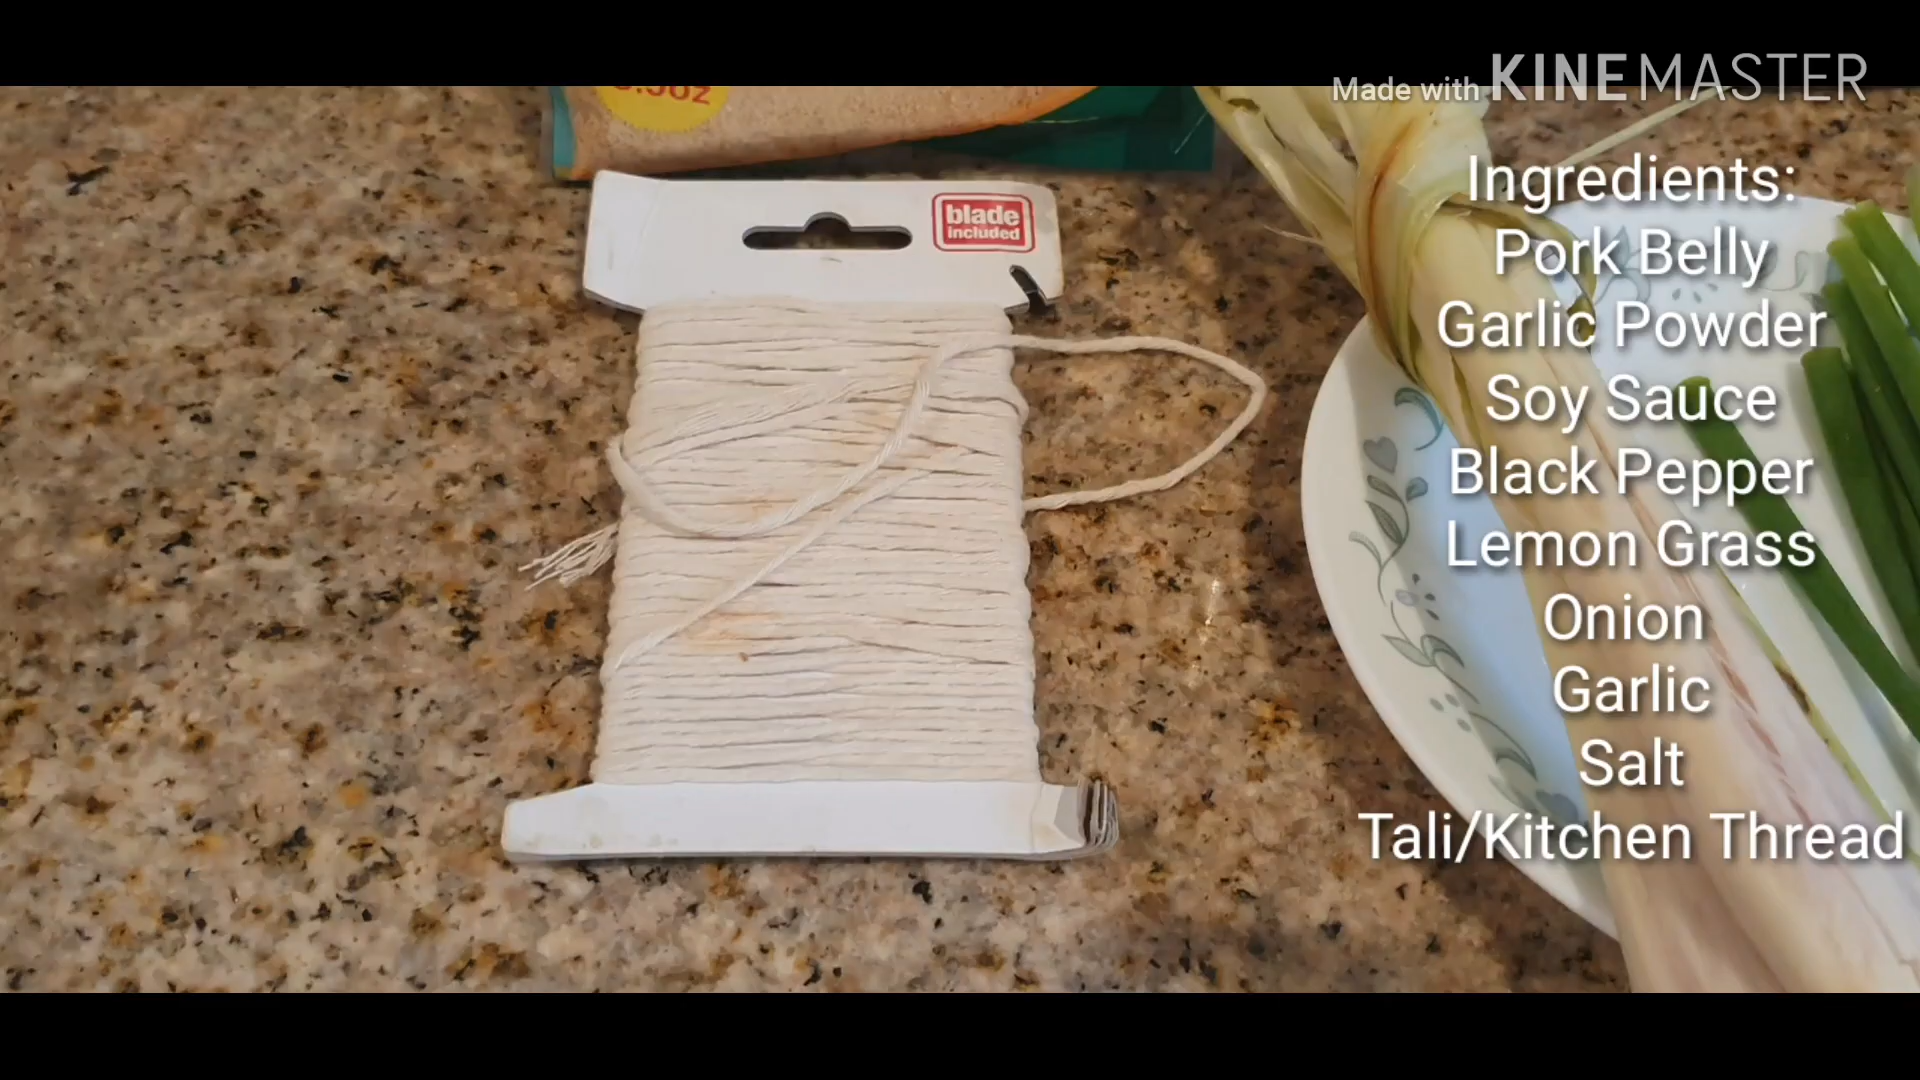 Made with KINEMASTER
blade
included
Ingredients:
Pork Belly
Garlic Powder
Soy Sauce
Black Pepper
Lemon Grass
Onion
Garlic
Salt
Tali/Kitchen Thread